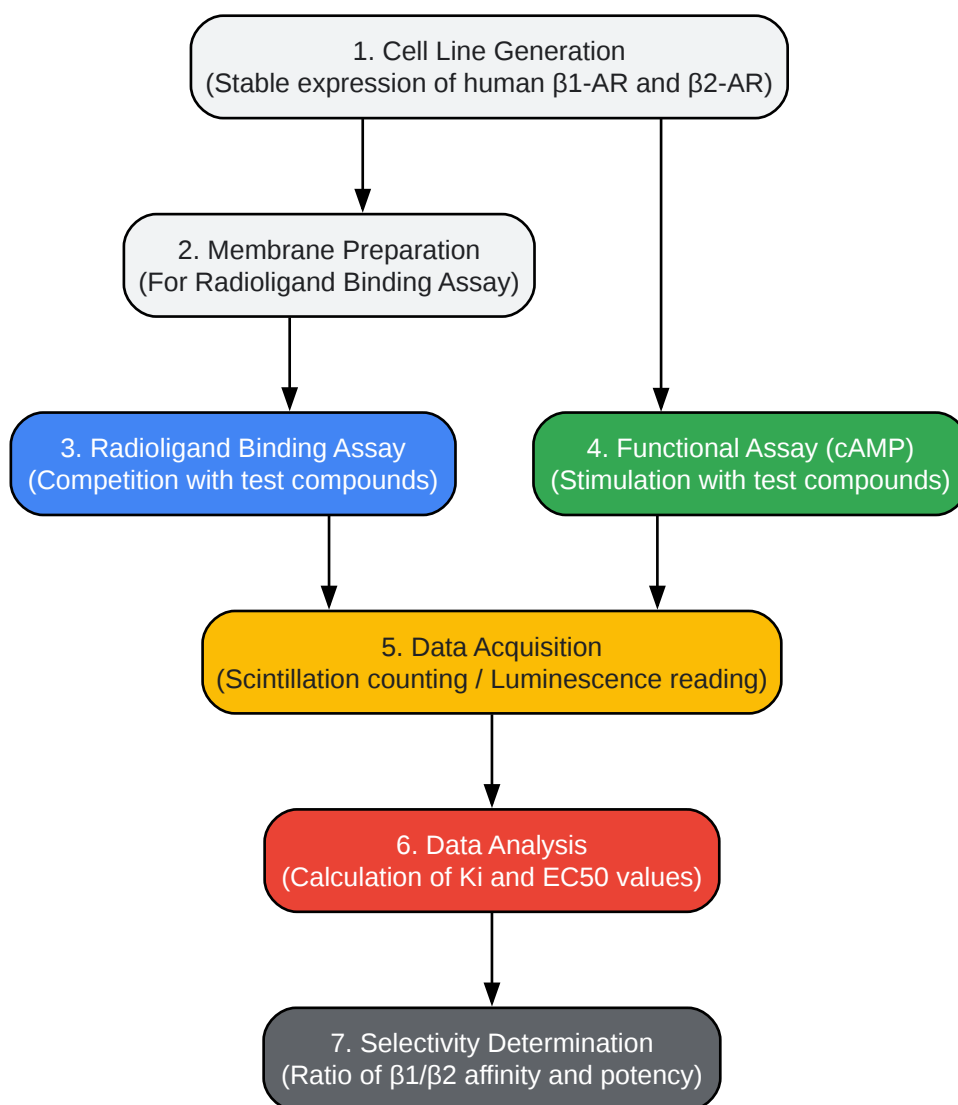 1. Cell Line Generation
(Stable expression of human β1-AR and β2-AR)
2. Membrane Preparation
(For Radioligand Binding Assay)
3. Radioligand Binding Assay
(Competition with test compounds)
4. Functional Assay (cAMP)
(Stimulation with test compounds)
5. Data Acquisition
(Scintillation counting / Luminescence reading)
6. Data Analysis
(Calculation of Ki and EC50 values)
7. Selectivity Determination
(Ratio of β1/β2 affinity and potency)